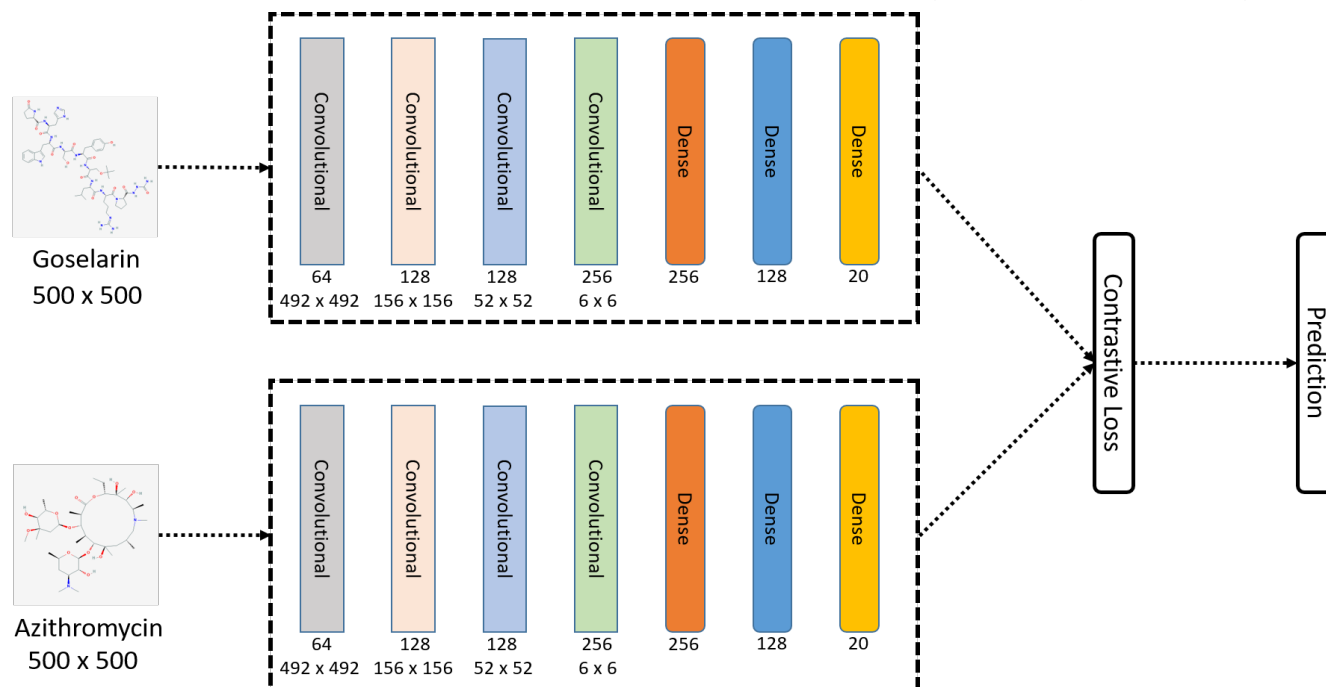 Convolutional
Convolutional
Convolutional
Convolutional
Dense
Dense
Dense
64
128
128
256
256
128
20
492 x 492
156 x 156
52 x 52
6 x 6
Goselarin
500 x 500
Contrastive Loss
Prediction
Convolutional
Convolutional
Convolutional
Convolutional
Dense
Dense
Dense
64
128
128
256
256
128
20
492 x 492
156 x 156
52 x 52
6 x 6
Azithromycin
500 x 500